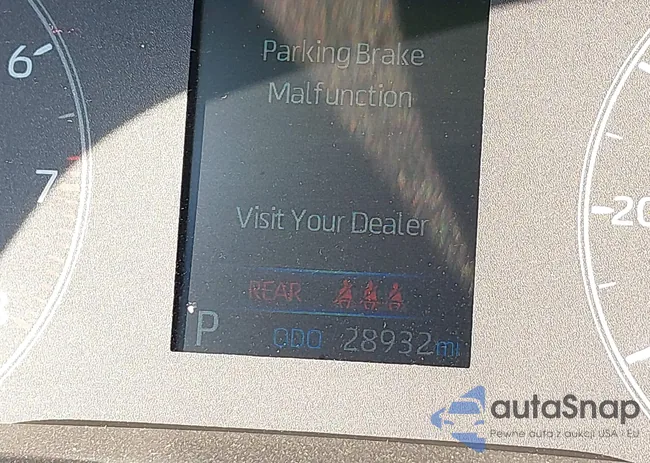 6
7
Parking Brake
Malfunction
Visit Your Dealer
REAR
P ODO 28932 mi
-20
autaSnap
Pewne auta z aukcji USA i EU